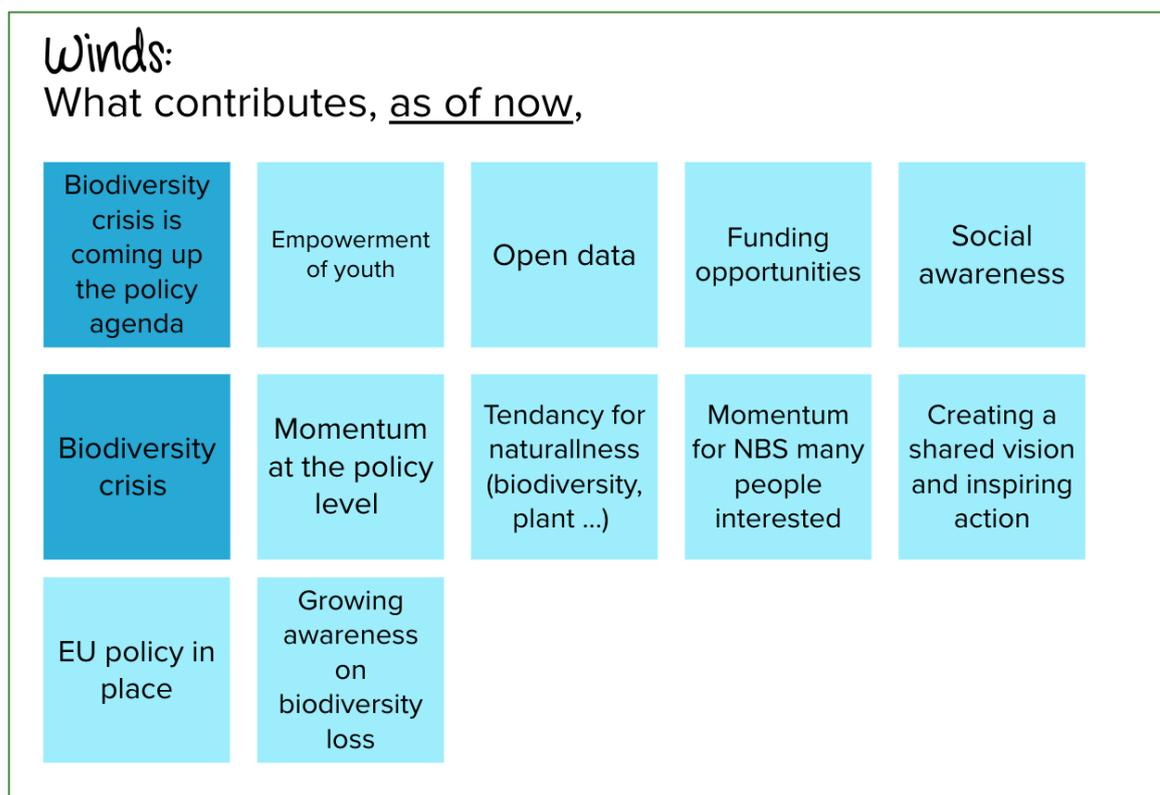 Winds:
What contributes, as of now,
Biodiversity
crisis is
coming up
the policy
agenda
Empowerment
of youth
Open data
Funding
opportunities
Social
awareness
Biodiversity
crisis
Momentum
at the policy
level
Tendancy for
naturallness
(biodiversity,
plant ...)
Momentum
for NBS many
people
interested
Creating a
shared vision
and inspiring
action
EU policy in
place
Growing
awareness
on
biodiversity
loss